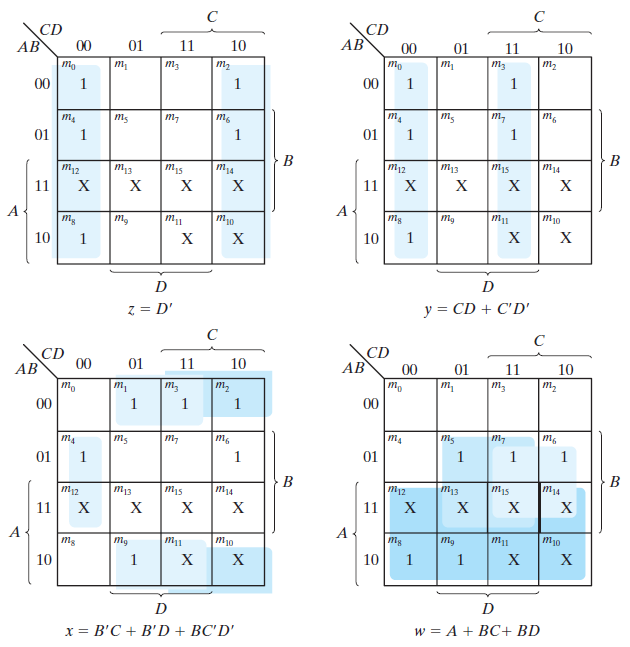 C
CD
AB 00 01 11 10
m₀ m₁ m₃ m₂
00 1 1
m₄ m₅ m₇ m₆
01 1 1
B
m₁₂ m₁₃ m₁₅ m₁₄
11 X X X X
A
m₈ m₉ m₁₁ m₁₀
10 1 X X
D
z = D′
C
CD
AB 00 01 11 10
m₀ m₁ m₃ m₂
00 1 1
m₄ m₅ m₇ m₆
01 1 1
B
m₁₂ m₁₃ m₁₅ m₁₄
11 X X X X
A
m₈ m₉ m₁₁ m₁₀
10 1 X X
D
y = CD + C′D′
C
CD
AB 00 01 11 10
m₀ m₁ m₃ m₂
00 1 1 1
m₄ m₅ m₇ m₆
01 1 1
B
m₁₂ m₁₃ m₁₅ m₁₄
11 X X X X
A
m₈ m₉ m₁₁ m₁₀
10 1 X X
D
x = B′C + B′D + BC′D′
C
CD
AB 00 01 11 10
m₀ m₁ m₃ m₂
00
m₄ m₅ m₇ m₆
01 1 1 1
B
m₁₂ m₁₃ m₁₅ m₁₄
11 X X X X
A
m₈ m₉ m₁₁ m₁₀
10 1 1 X X
D
w = A + BC+ BD